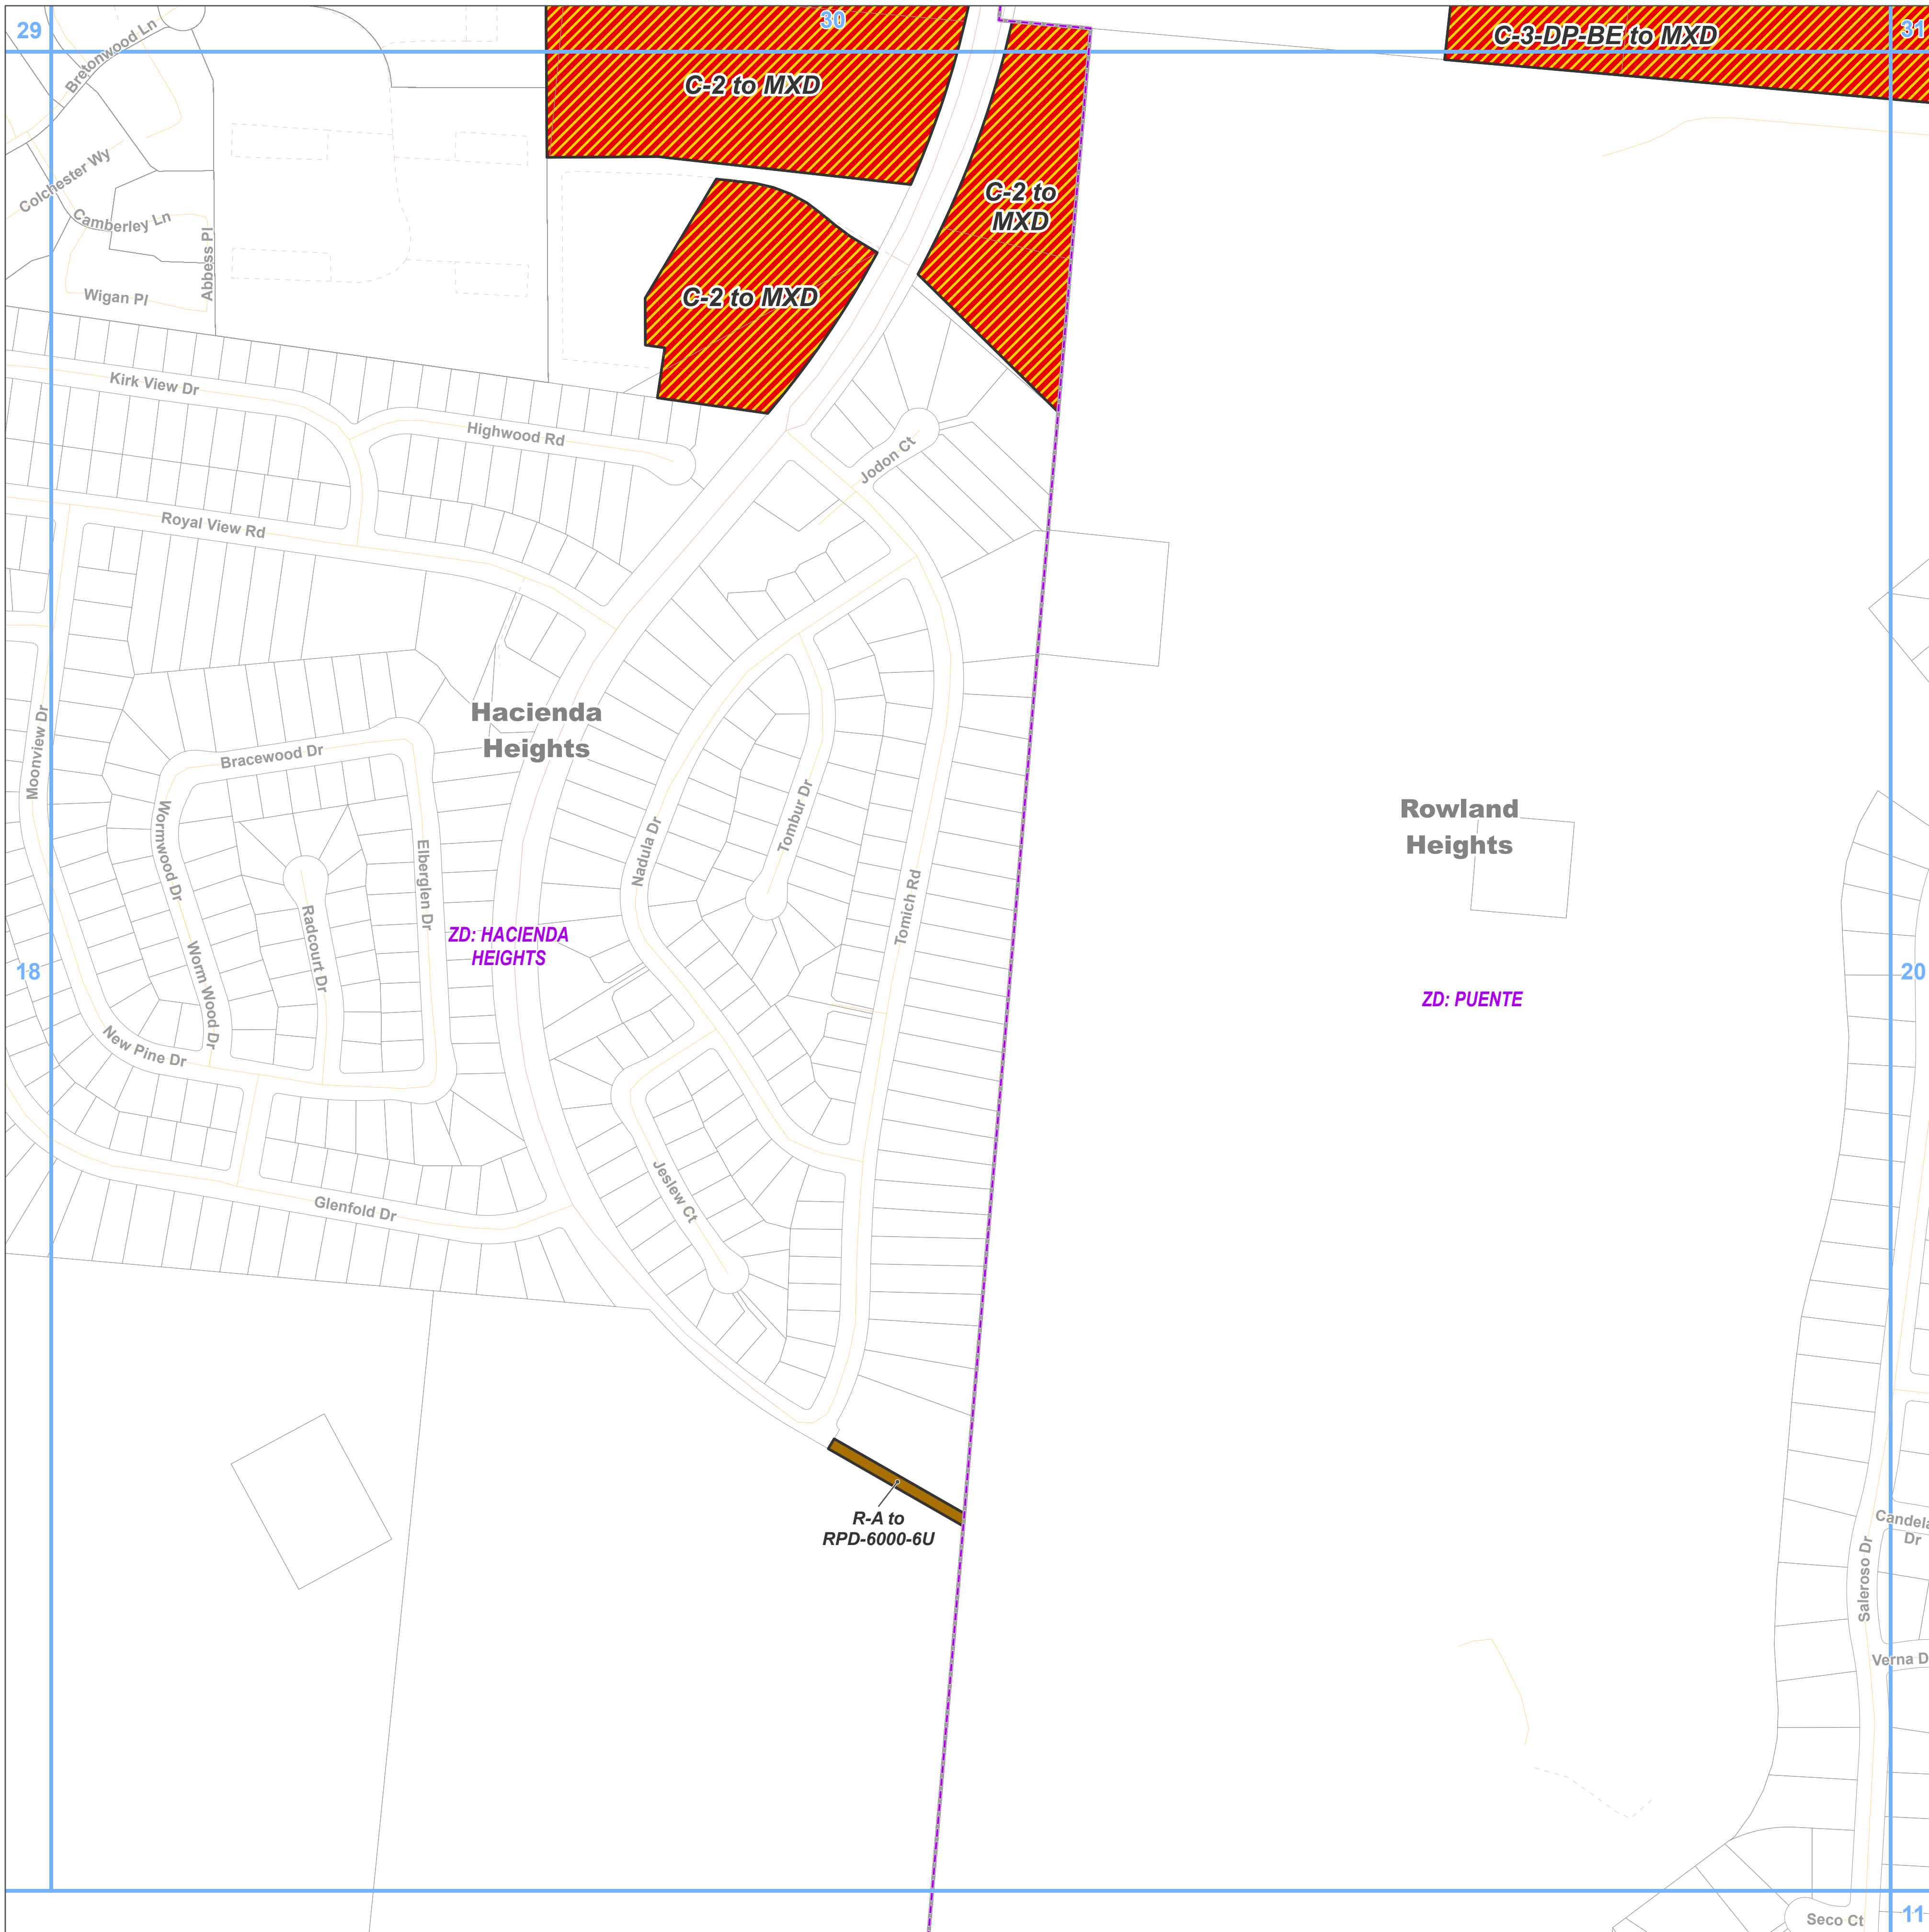 29
30
31
Bretonwood Ln
C-3-DP-BE to MXD
C-2 to MXD
Colchester Wy
C-2 to
MXD
Camberley Ln
Abbess Pl
Wigan Pl
C-2 to MXD
Kirk View Dr
Highwood Rd
Jodon Ct
Royal View Rd
Hacienda
Heights
Moonview Dr
Bracewood Dr
Rowland
Heights
Wormwood Dr
Elberglen Dr
Nadula Dr
Tombur Dr
Tomich Rd
Radcourt Dr
ZD: HACIENDA
HEIGHTS
Worm Wood Dr
18
20
ZD: PUENTE
New Pine Dr
Jeslew Ct
Glenfold Dr
R-A to
RPD-6000-6U
Candela
Dr
Saleroso Dr
Verna D
Seco Ct
11